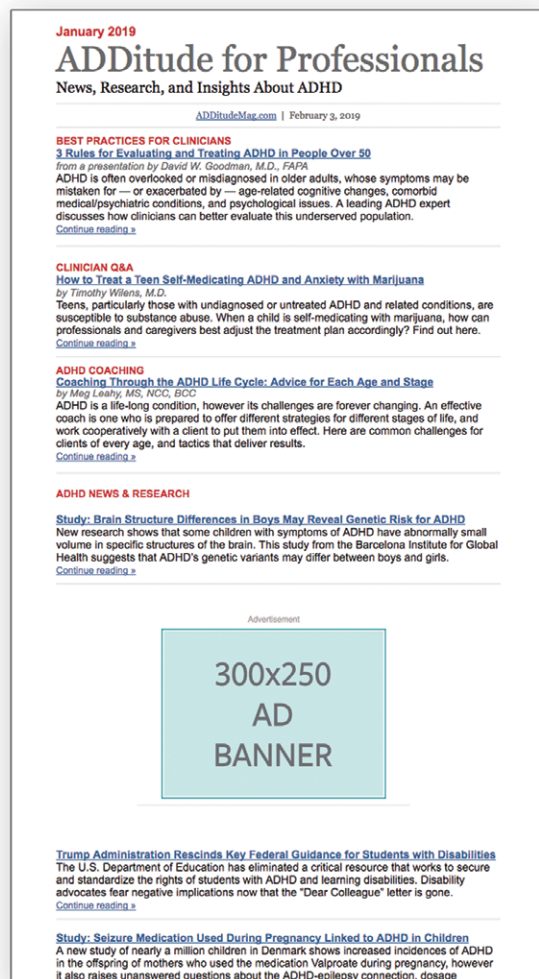 January 2019
ADDitude for Professionals
News, Research, and Insights About ADHD
ADDitudeMag.com | February 3, 2019
BEST PRACTICES FOR CLINICIANS
3 Rules for Evaluating and Treating ADHD in People Over 50
from a presentation by David W. Goodman, M.D., FAPA
ADHD is often overlooked or misdiagnosed in older adults, whose symptoms may be
mistaken for — or exacerbated by — age-related cognitive changes, comorbid
medical/psychiatric conditions, and psychological issues. A leading ADHD expert
discusses how clinicians can better evaluate this underserved population.
Continue reading »
CLINICIAN Q&A
How to Treat a Teen Self-Medicating ADHD and Anxiety with Marijuana
by Timothy Wilens, M.D.
Teens, particularly those with undiagnosed or untreated ADHD and related conditions, are
susceptible to substance abuse. When a child is self-medicating with marijuana, how can
professionals and caregivers best adjust the treatment plan accordingly? Find out here.
Continue reading »
ADHD COACHING
Coaching Through the ADHD Life Cycle: Advice for Each Age and Stage
by Meg Leahy, MS, NCC, BCC
ADHD is a life-long condition, however its challenges are forever changing. An effective
coach is one who is prepared to offer different strategies for different stages of life, and
work cooperatively with a client to put them into effect. Here are common challenges for
clients of every age, and tactics that deliver results.
Continue reading »
ADHD NEWS & RESEARCH
Study: Brain Structure Differences in Boys May Reveal Genetic Risk for ADHD
New research shows that some children with symptoms of ADHD have abnormally small
volume in specific structures of the brain. This study from the Barcelona Institute for Global
Health suggests that ADHD's genetic variants may differ between boys and girls.
Continue reading »
Advertisement
300x250
AD
BANNER
Trump Administration Rescinds Key Federal Guidance for Students with Disabilities
The U.S. Department of Education has eliminated a critical resource that works to secure
and standardize the rights of students with ADHD and learning disabilities. Disability
advocates fear negative implications now that the "Dear Colleague" letter is gone.
Continue reading »
Study: Seizure Medication Used During Pregnancy Linked to ADHD in Children
A new study of nearly a million children in Denmark shows increased incidences of ADHD
in the offspring of mothers who used the medication Valproate during pregnancy, however
it also raises unanswered questions about the ADHD-epilepsy connection, dosage